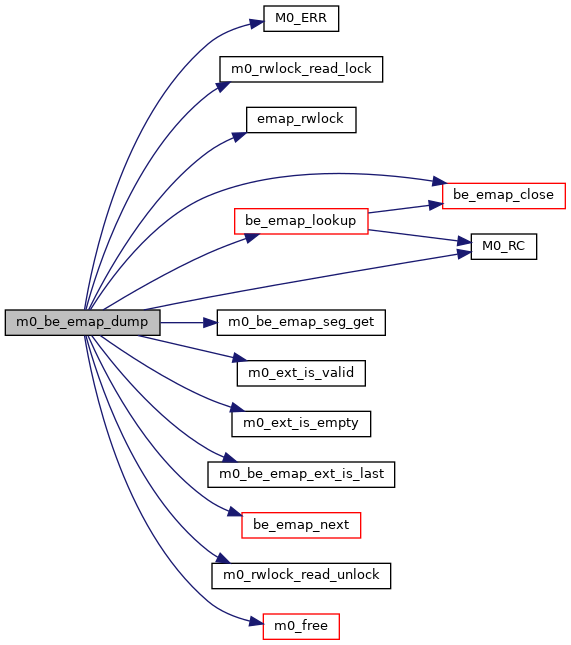 M0_ERR
m0_rwlock_read_lock
emap_rwlock
be_emap_close
be_emap_lookup
M0_RC
m0_be_emap_dump
m0_be_emap_seg_get
m0_ext_is_valid
m0_ext_is_empty
m0_be_emap_ext_is_last
be_emap_next
m0_rwlock_read_unlock
m0_free